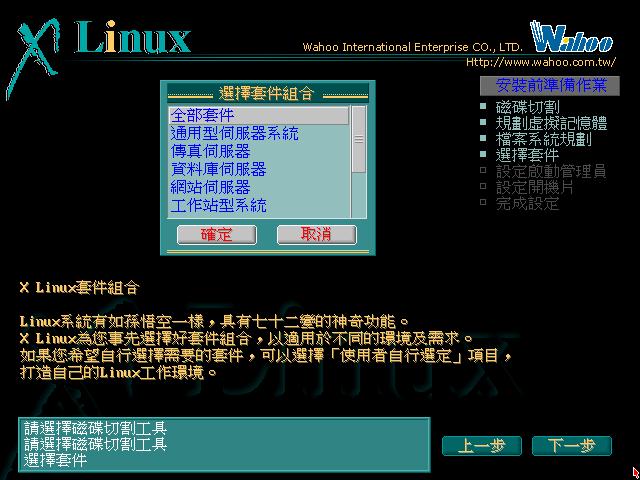 X Linux
Wahoo International Enterprise CO., LTD.
Wahoo
Http://www.wahoo.com.tw/
選擇套件組合
全部套件
通用型伺服器系統
傳真伺服器
資料庫伺服器
網站伺服器
工作站型系統
確定
取消
安裝前準備作業
磁碟切割
規劃虛擬記憶體
檔案系統規劃
選擇套件
設定啟動管理員
設定開機片
完成設定
X Linux套件組合
Linux系統有如孫悟空一樣，具有七十二變的神奇功能。
X Linux為您事先選擇好套件組合，以適用於不同的環境及需求。
如果您希望自行選擇需要的套件，可以選擇「使用者自行選定」項目，
打造自己的Linux工作環境。
請選擇磁碟切割工具
請選擇磁碟切割工具
選擇套件
上一步
下一步